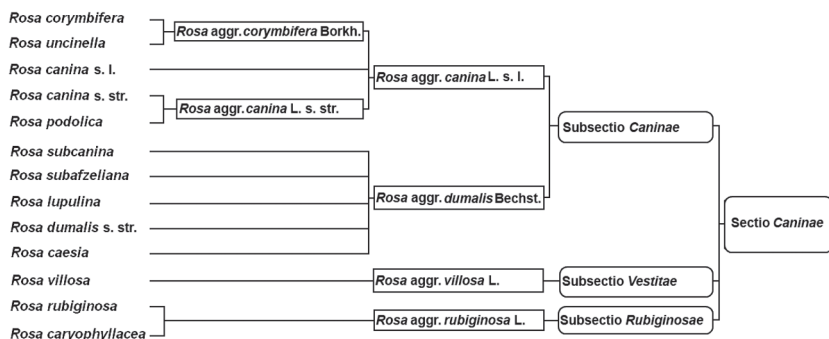 Rosa corymbifera
Rosa uncinella
Rosa aggr. corymbifera Borkh.
Rosa canina s. l.
Rosa aggr. canina L. s. l.
Rosa canina s. str.
Rosa podolica
Rosa aggr. canina L. s. str.
Subsectio Caninae
Rosa subcanina
Rosa subafzeliana
Rosa lupulina
Rosa dumalis s. str.
Rosa caesia
Rosa aggr. dumalis Bechst.
Sectio Caninae
Rosa villosa
Rosa aggr. villosa L.
Subsectio Vestitae
Rosa rubiginosa
Rosa caryophyllacea
Rosa aggr. rubiginosa L.
Subsectio Rubiginosae